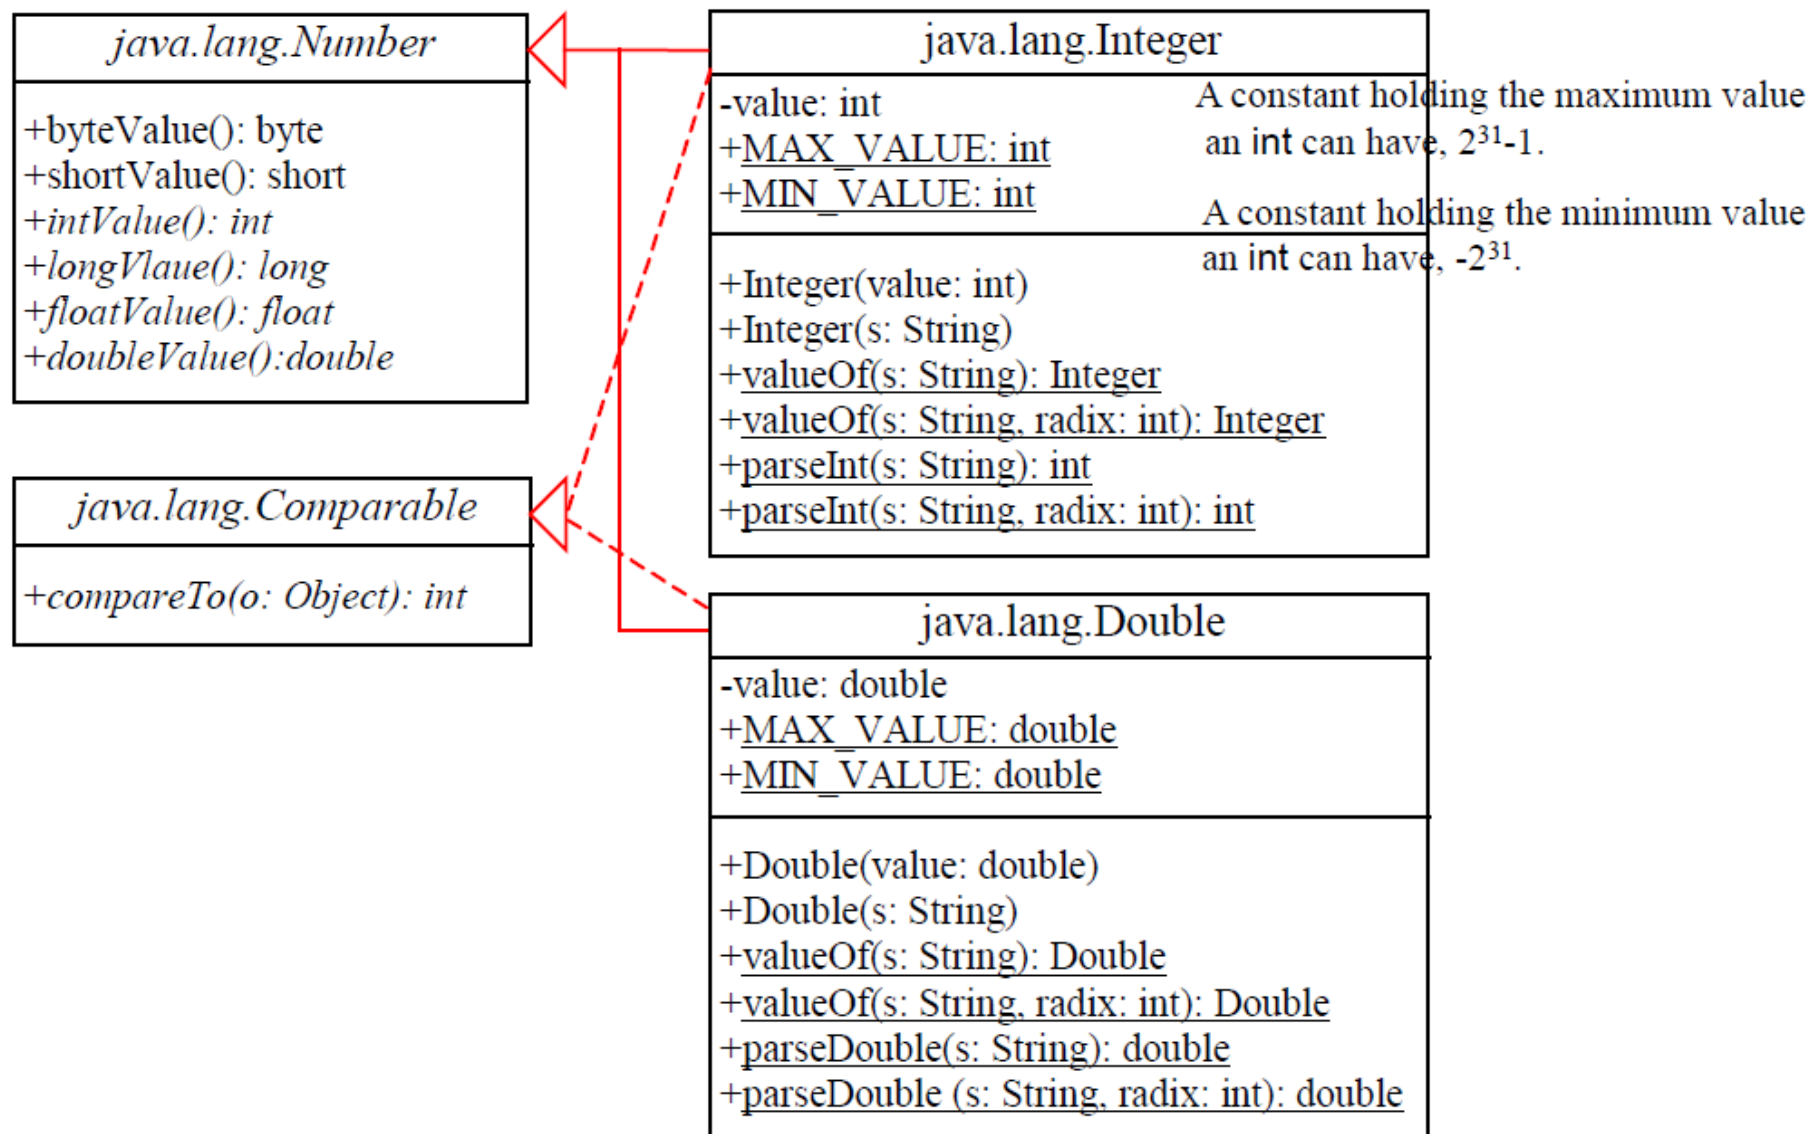 java.lang.Number
+byteValue(): byte
+shortValue(): short
+intValue(): int
+longVlaue(): long
+floatValue(): float
+doubleValue():double
java.lang.Comparable
+compareTo(o: Object): int
java.lang.Integer
-value: int
+MAX_VALUE: int
+MIN_VALUE: int
A constant holding the maximum value
an int can have, 2³¹-1.
A constant holding the minimum value
an int can have, -2³¹.
+Integer(value: int)
+Integer(s: String)
+valueOf(s: String): Integer
+valueOf(s: String, radix: int): Integer
+parseInt(s: String): int
+parseInt(s: String, radix: int): int
java.lang.Double
-value: double
+MAX_VALUE: double
+MIN_VALUE: double
+Double(value: double)
+Double(s: String)
+valueOf(s: String): Double
+valueOf(s: String, radix: int): Double
+parseDouble(s: String): double
+parseDouble (s: String, radix: int): double